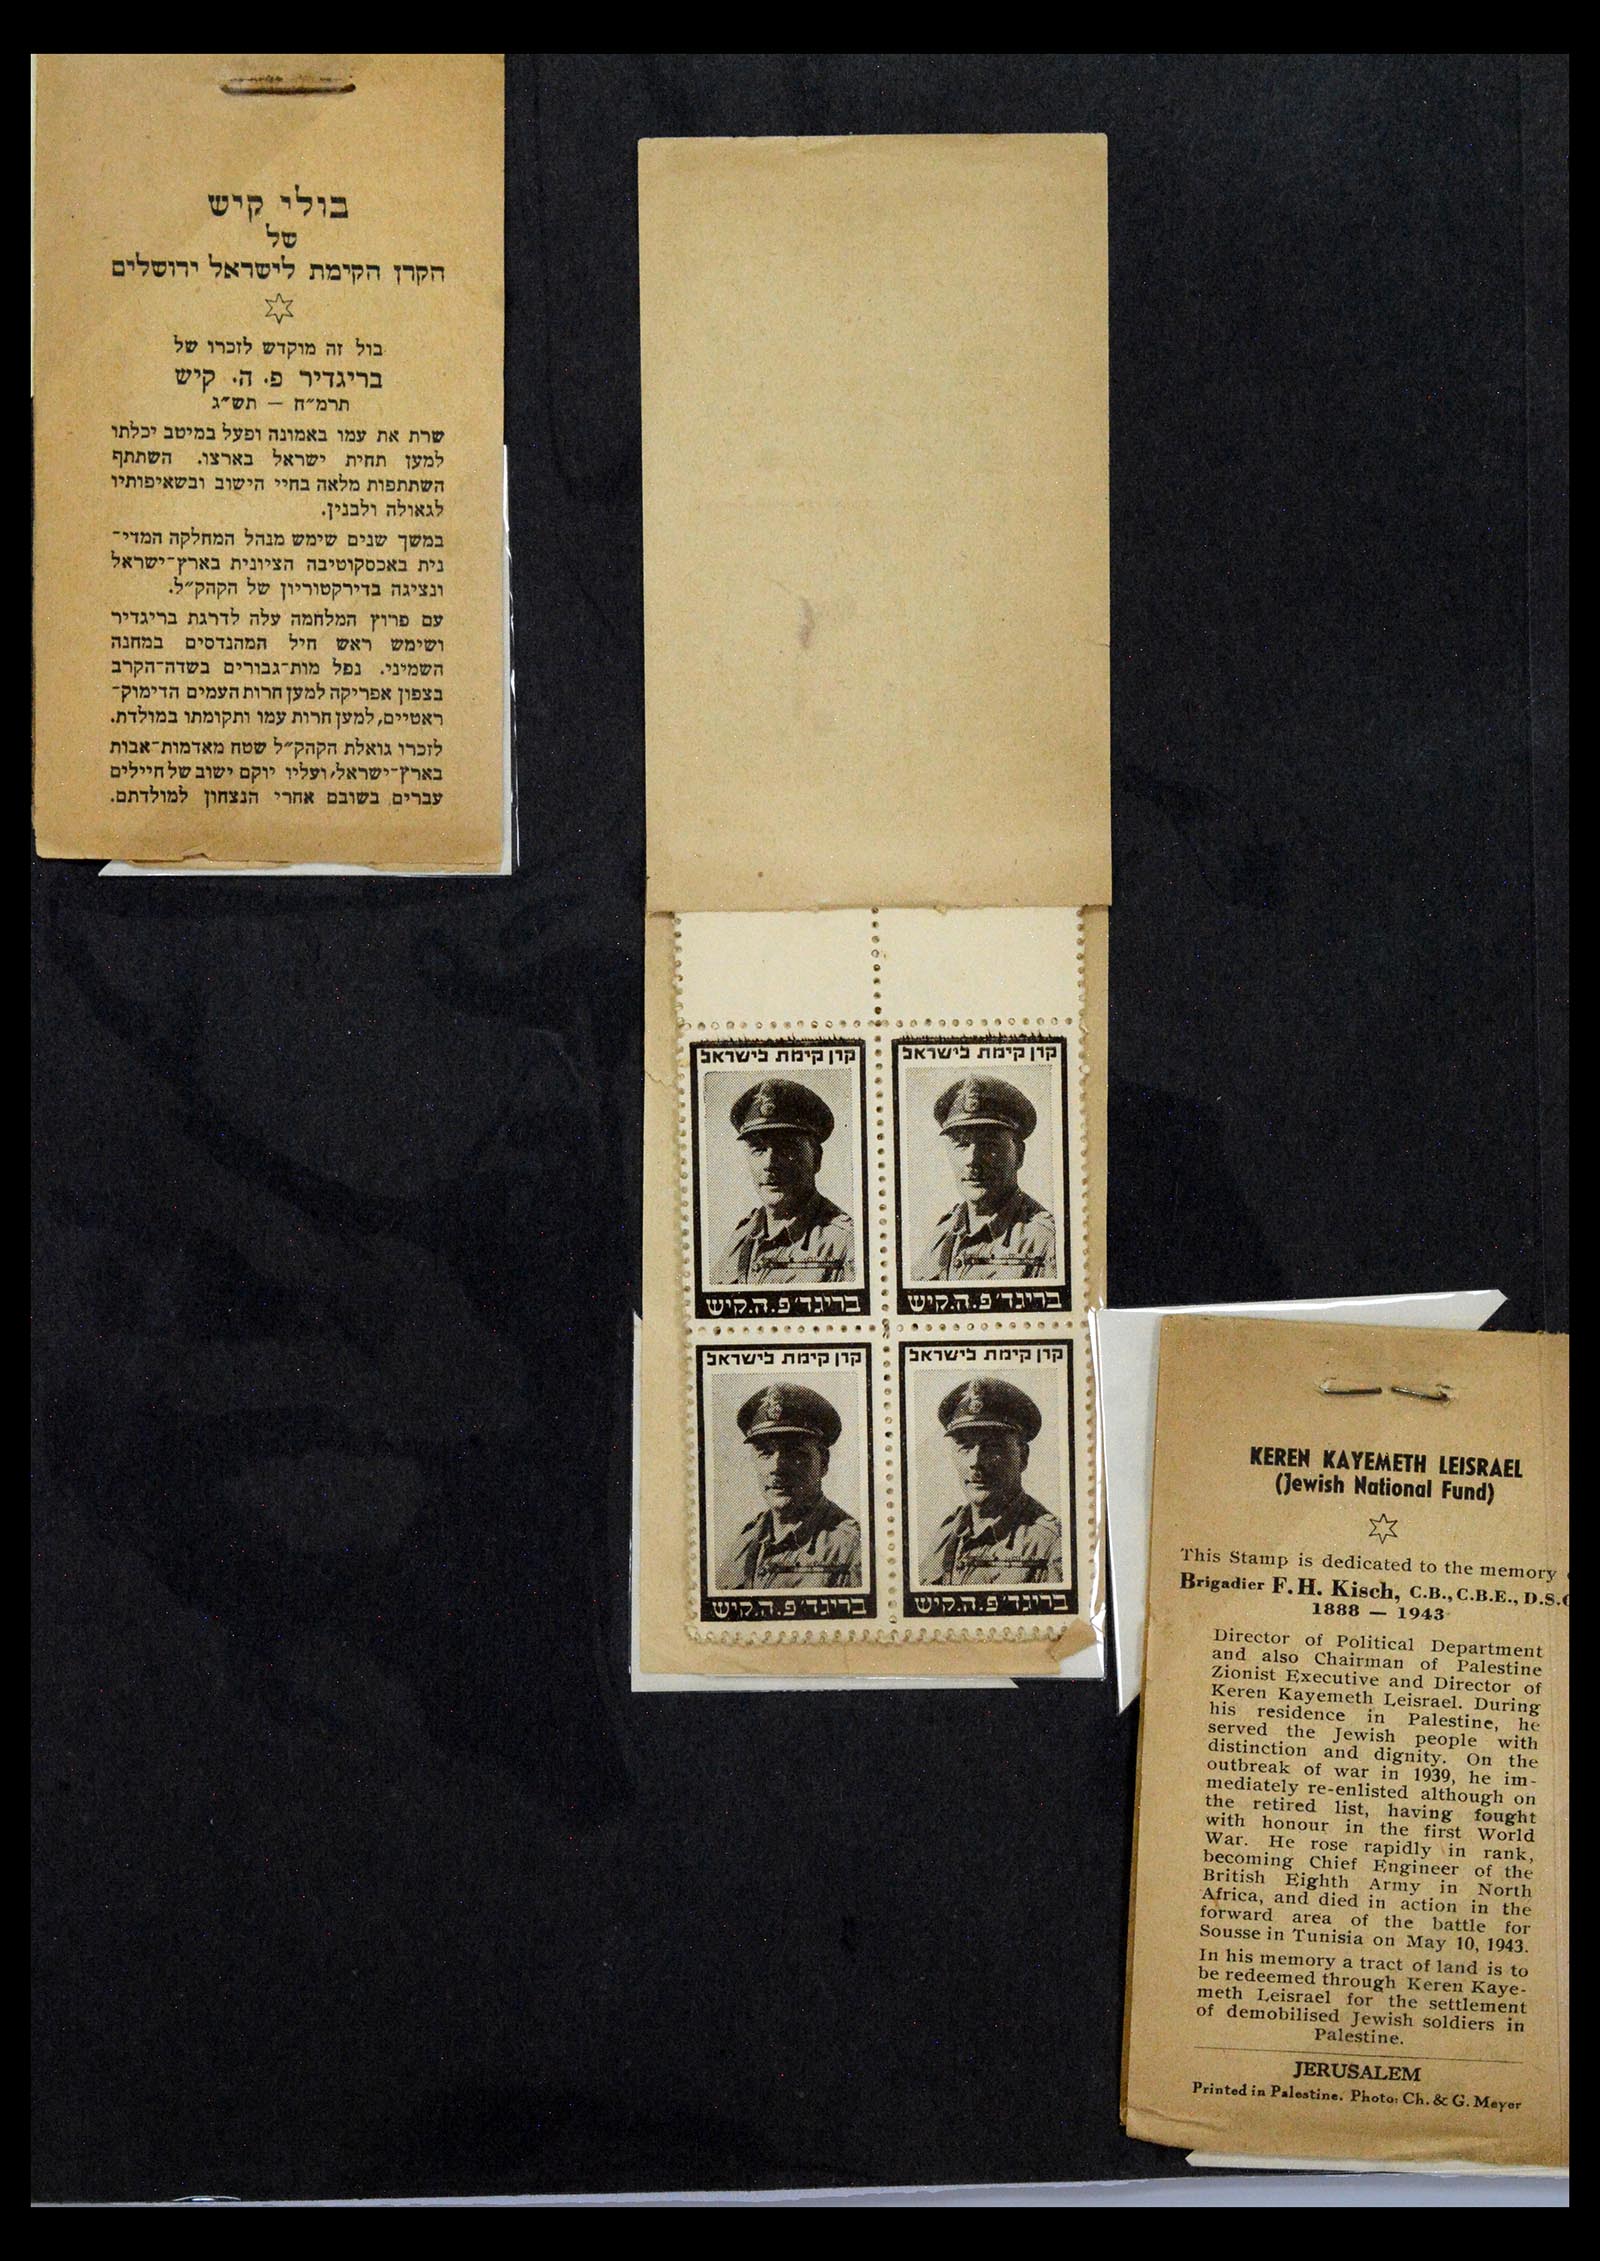 בולי קיש
של
הקרן הקימת לישראל ירושלים
בול זה מוקדש לזכרו של
בריגדיר פ. ה. קיש
תרמ״ח — תש״ג
שרת את עמו באמונה ופעל במיטב יכלתו
למען תחית ישראל בארצו. השתתף
השתתפות מלאה בחיי הישוב ובשאיפותיו
לגאולה ולבנין.
במשך שנים שימש מנהל המחלקה המדי־
נית באכסקוטיבה הציונית בארץ־ישראל
ונציגה בדירקטוריון של הקהק״ל.
עם פרוץ המלחמה עלה לדרגת בריגדיר
ושימש ראש חיל המהנדסים במחנה
השמיני. נפל מות־גבורים בשדה־הקרב
בצפון אפריקה למען חרות העמים הדימוק־
ראטיים, למען חרות עמו ותקומתו במולדת.
לזכרו גואלת הקהק״ל שטח מאדמות־אבות
בארץ־ישראל, ועליו יוקם ישוב של חיילים
עברים בשובם אחרי הנצחון למולדתם.
קרן קימת לישראל
בריגד׳ פ.ה.קיש
קרן קימת לישראל
בריגד׳ פ.ה.קיש
קרן קימת לישראל
בריגד׳ פ.ה.קיש
קרן קימת לישראל
בריגד׳ פ.ה.קיש
KEREN KAYEMETH LEISRAEL
(Jewish National Fund)
This Stamp is dedicated to the memory
Brigadier F. H. Kisch, C.B., C.B.E., D.S.
1888 — 1943
Director of Political Department
and also Chairman of Palestine
Zionist Executive and Director of
Keren Kayemeth Leisrael. During
his residence in Palestine, he
served the Jewish people with
distinction and dignity. On the
outbreak of war in 1939, he im-
mediately re-enlisted although on
the retired list, having fought
with honour in the first World
War. He rose rapidly in rank,
becoming Chief Engineer of the
British Eighth Army in North
Africa, and died in action in the
forward area of the battle for
Sousse in Tunisia on May 10, 1943.
In his memory a tract of land is to
be redeemed through Keren Kaye-
meth Leisrael for the settlement
of demobilised Jewish soldiers in
Palestine.
JERUSALEM
Printed in Palestine. Photo: Ch. & G. Meyer